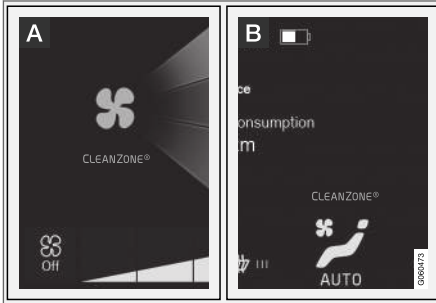 A
CLEANZONE®
Off
B
ce
onsumption
m
CLEANZONE®
AUTO
G060473